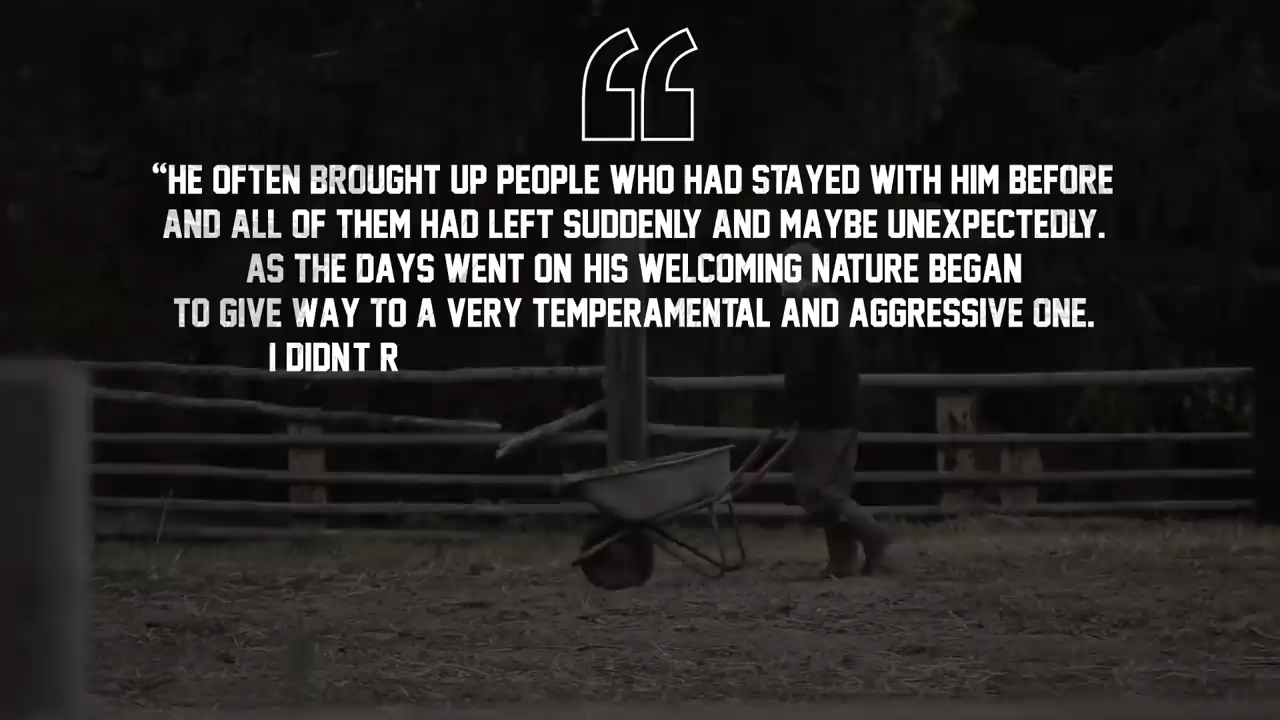 “HE OFTEN BROUGHT UP PEOPLE WHO HAD STAYED WITH HIM BEFORE
AND ALL OF THEM HAD LEFT SUDDENLY AND MAYBE UNEXPECTEDLY.
AS THE DAYS WENT ON HIS WELCOMING NATURE BEGAN
TO GIVE WAY TO A VERY TEMPERAMENTAL AND AGGRESSIVE ONE.
I DIDNT R